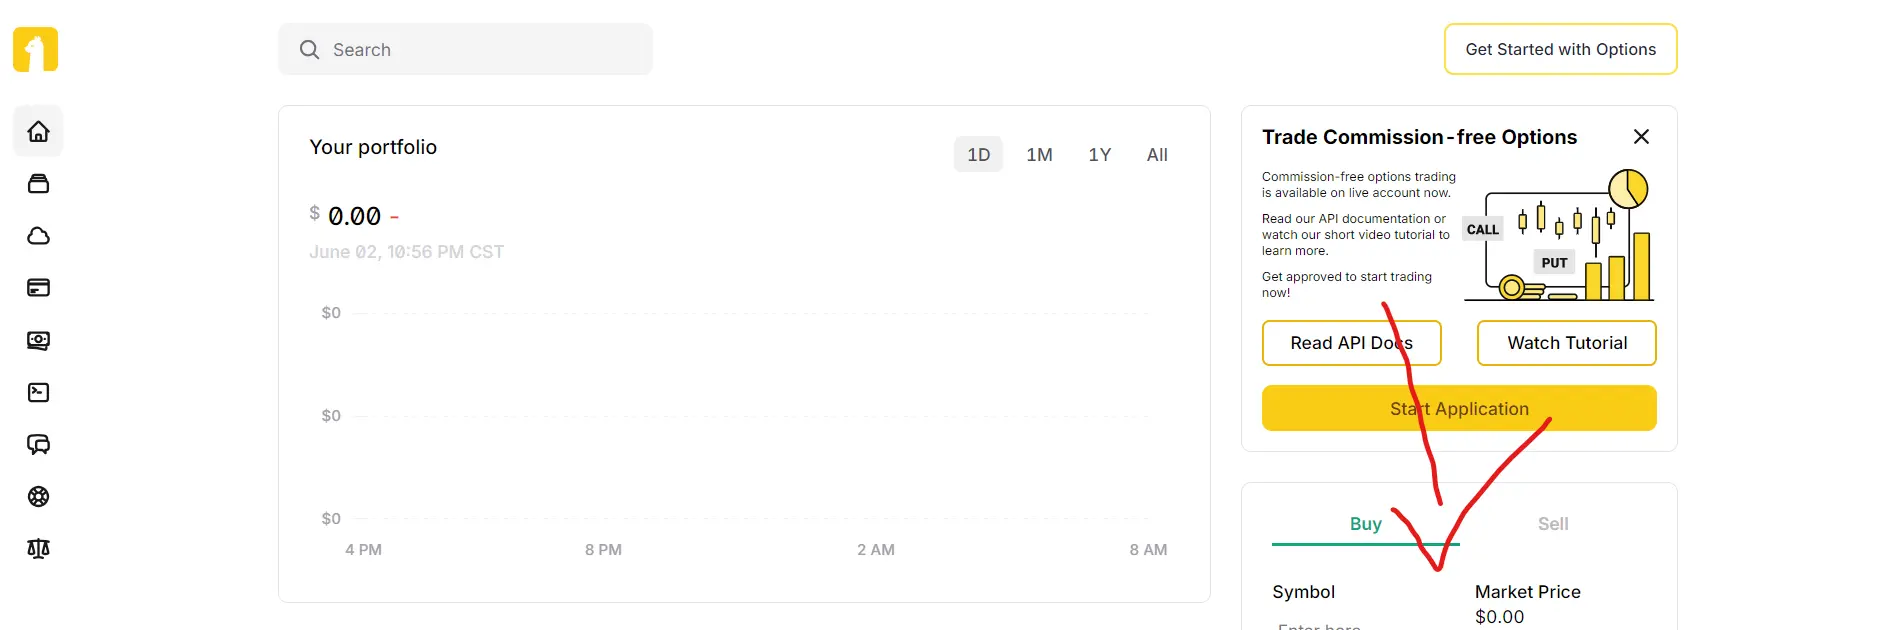 Search
Get Started with Options
Your portfolio
1D 1M 1Y All
$ 0.00 -
June 02, 10:56 PM CST
$0
$0
$0
4 PM 8 PM 2 AM 8 AM
Trade Commission-free Options
Commission-free options trading
is available on live account now.
Read our API documentation or
watch our short video tutorial to
learn more.
Get approved to start trading
now!
CALL
PUT
Read API Docs
Watch Tutorial
Start Application
Buy Sell
Symbol
Market Price
$0.00
Enter here